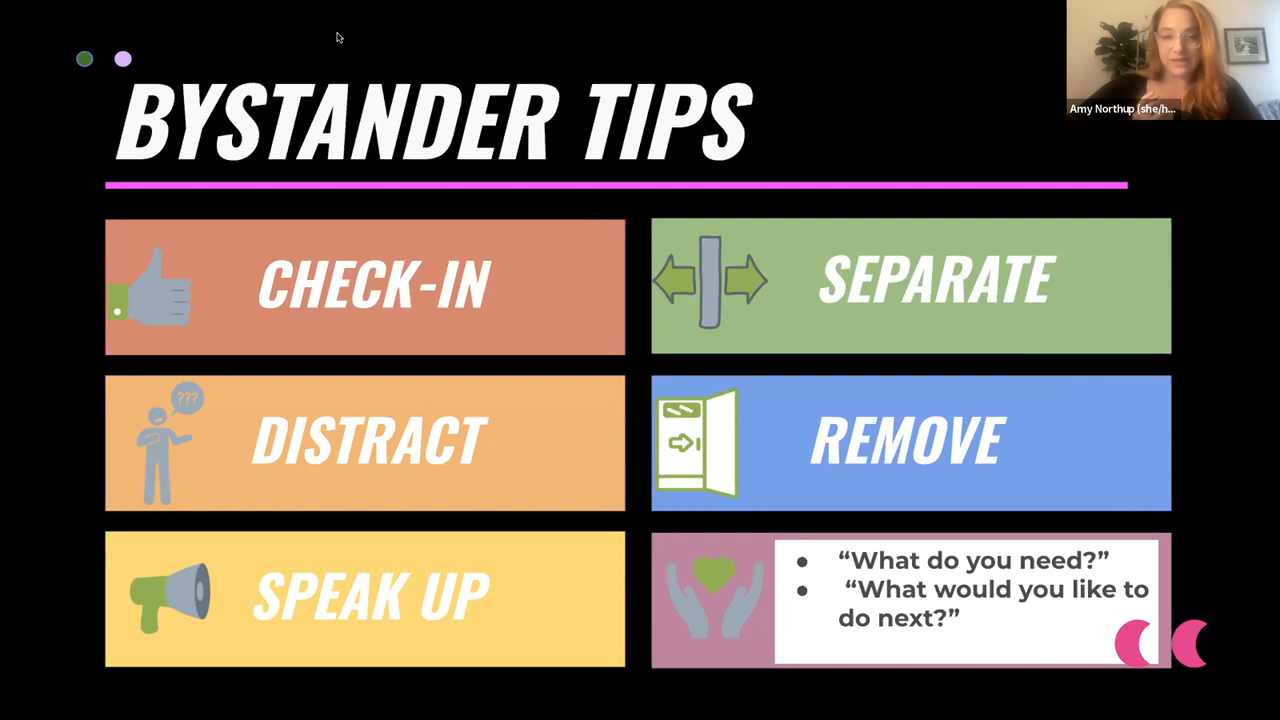 Amy Northup (she/h...
BYSTANDER TIPS
CHECK-IN
SEPARATE
???
DISTRACT
REMOVE
SPEAK UP
● “What do you need?”
● “What would you like to
do next?”